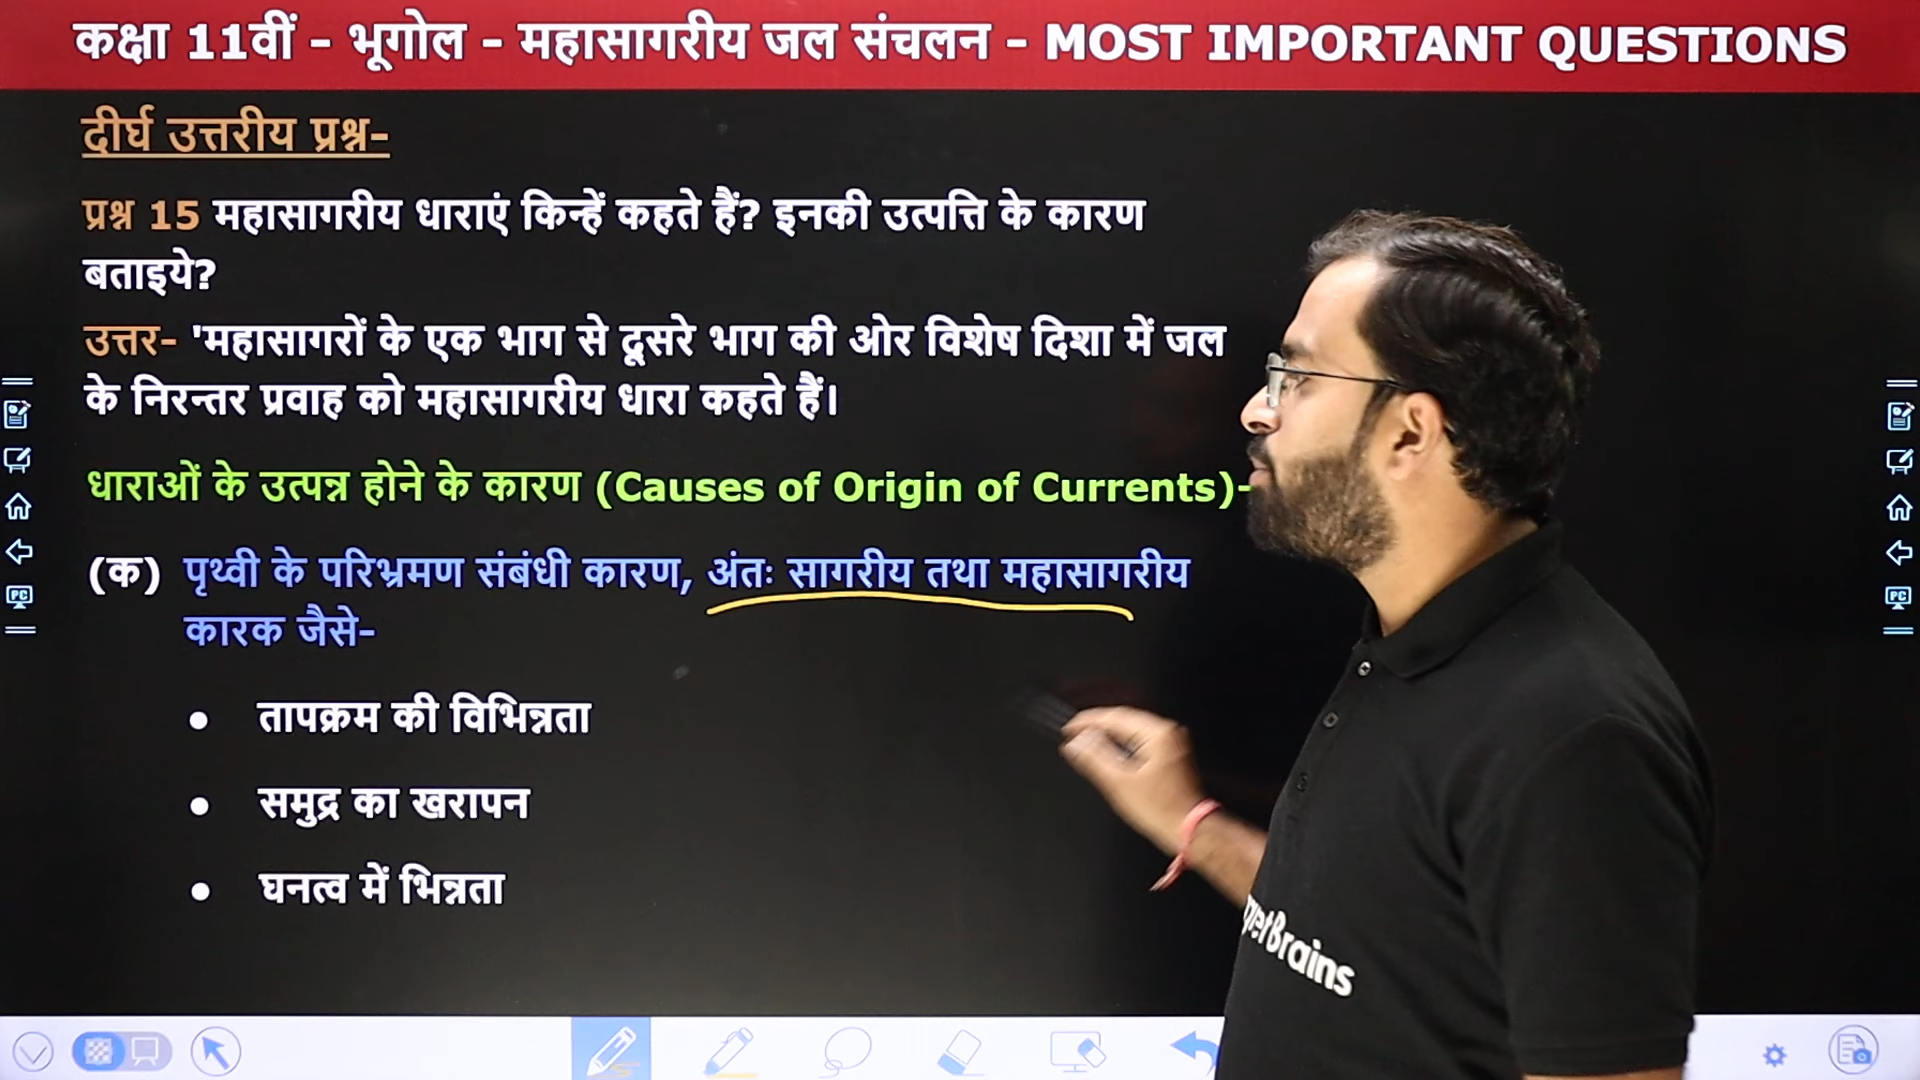 कक्षा 11वीं - भूगोल - महासागरीय जल संचलन - MOST IMPORTANT QUESTIONS
दीर्घ उत्तरीय प्रश्न-
प्रश्न 15 महासागरीय धाराएं किन्हें कहते हैं? इनकी उत्पत्ति के कारण
बताइये?
उत्तर- 'महासागरों के एक भाग से दूसरे भाग की ओर विशेष दिशा में जल
के निरन्तर प्रवाह को महासागरीय धारा कहते हैं।
धाराओं के उत्पन्न होने के कारण (Causes of Origin of Currents)-
(क) पृथ्वी के परिभ्रमण संबंधी कारण, अंतः सागरीय तथा महासागरीय
कारक जैसे-
• तापक्रम की विभिन्नता
• समुद्र का खरापन
• घनत्व में भिन्नता
PC
PC